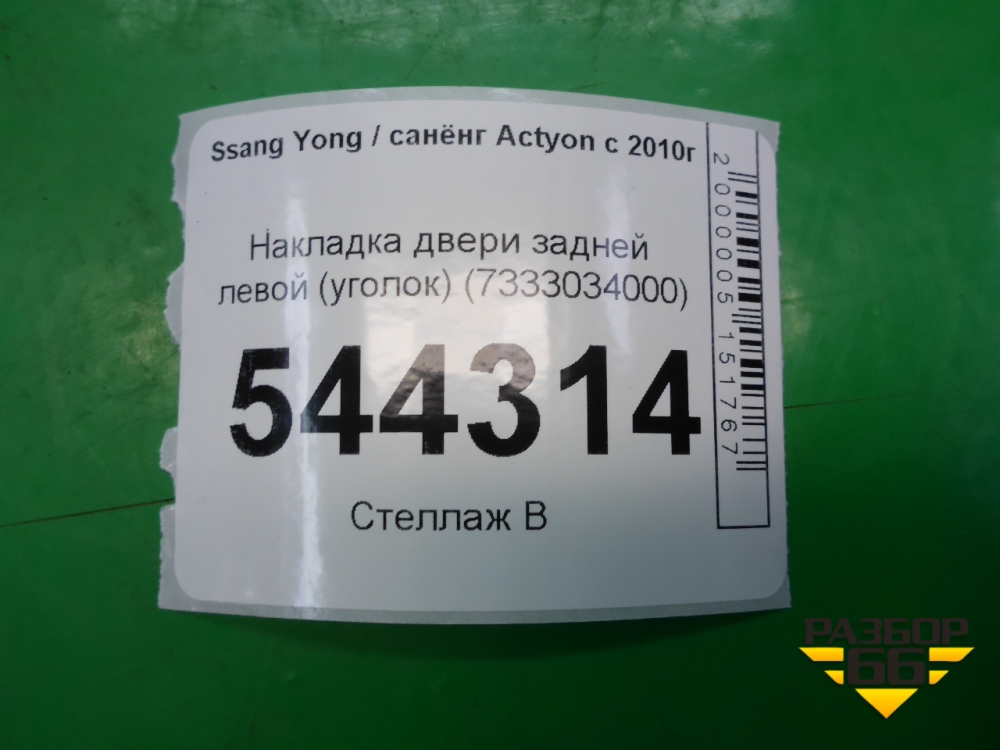 Ssang Yong / санёнг Actyon с 2010г
Накладка двери задней
левой (уголок) (7333034000)
544314
Стеллаж В
2000005151767
РАЗБОР
66